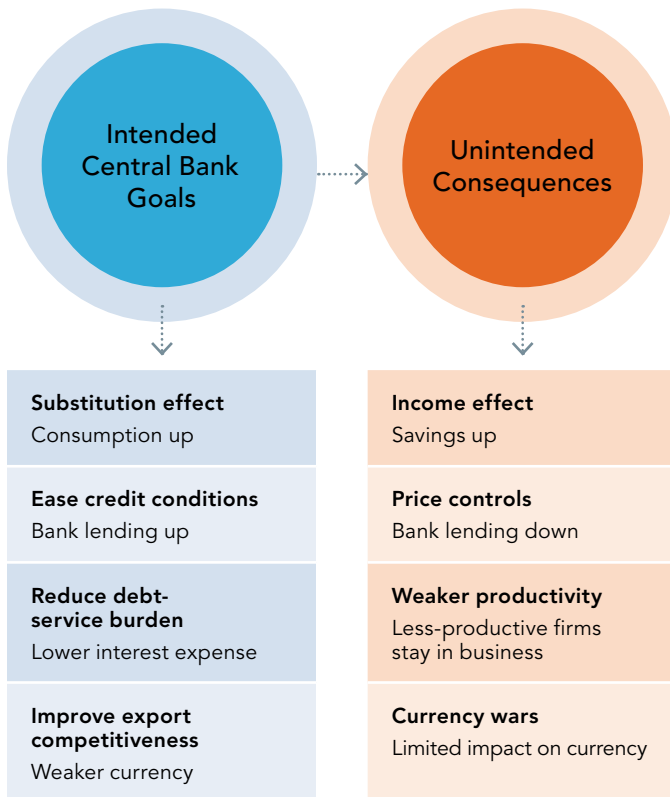 Intended
Central Bank
Goals
Unintended
Consequences
Substitution effect
Consumption up
Ease credit conditions
Bank lending up
Reduce debt-
service burden
Lower interest expense
Improve export
competitiveness
Weaker currency
Income effect
Savings up
Price controls
Bank lending down
Weaker productivity
Less-productive firms
stay in business
Currency wars
Limited impact on currency